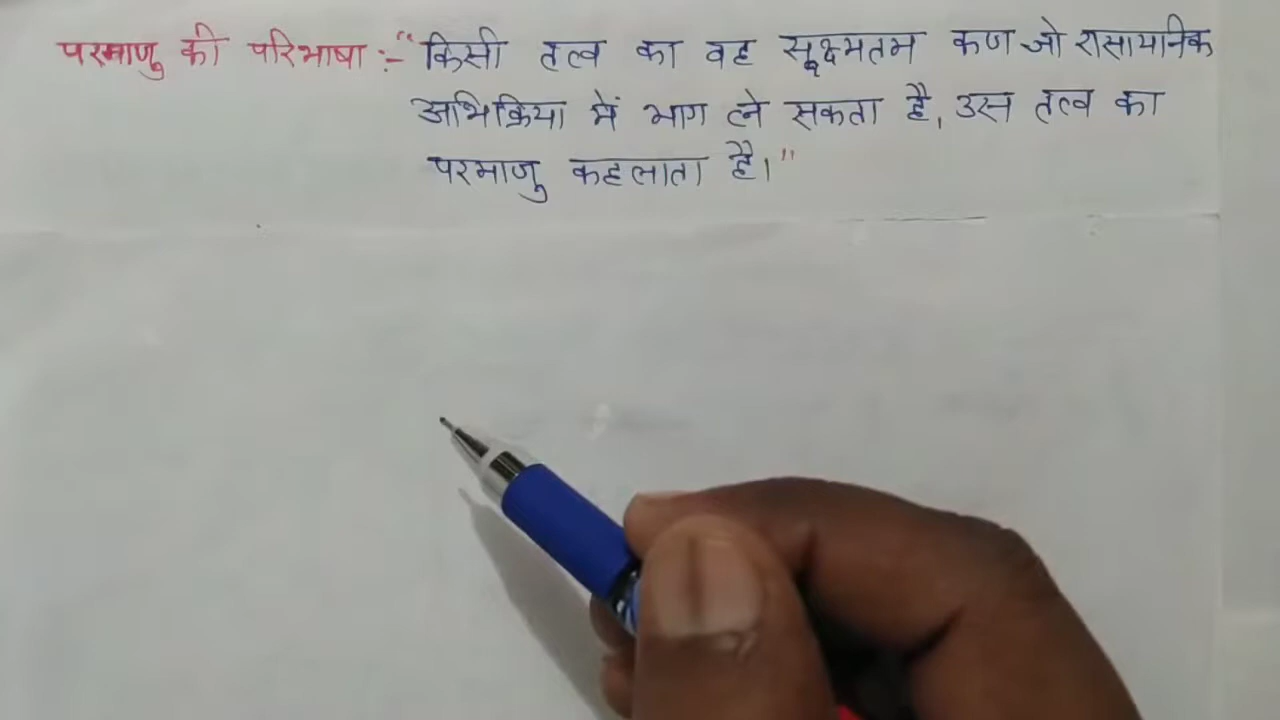 परमाणु की परिभाषा :- "किसी तत्व का वह सूक्ष्मतम कण जो रासायनिक
अभिक्रिया में भाग ले सकता है, उस तत्व का
परमाणु कहलाता है।"